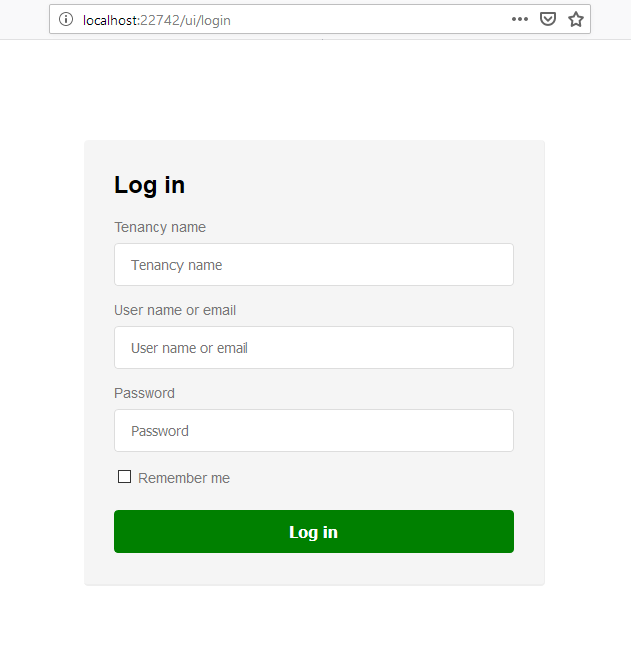 localhost:22742/ui/login
Log in
Tenancy name
Tenancy name
User name or email
User name or email
Password
Password
Remember me
Log in